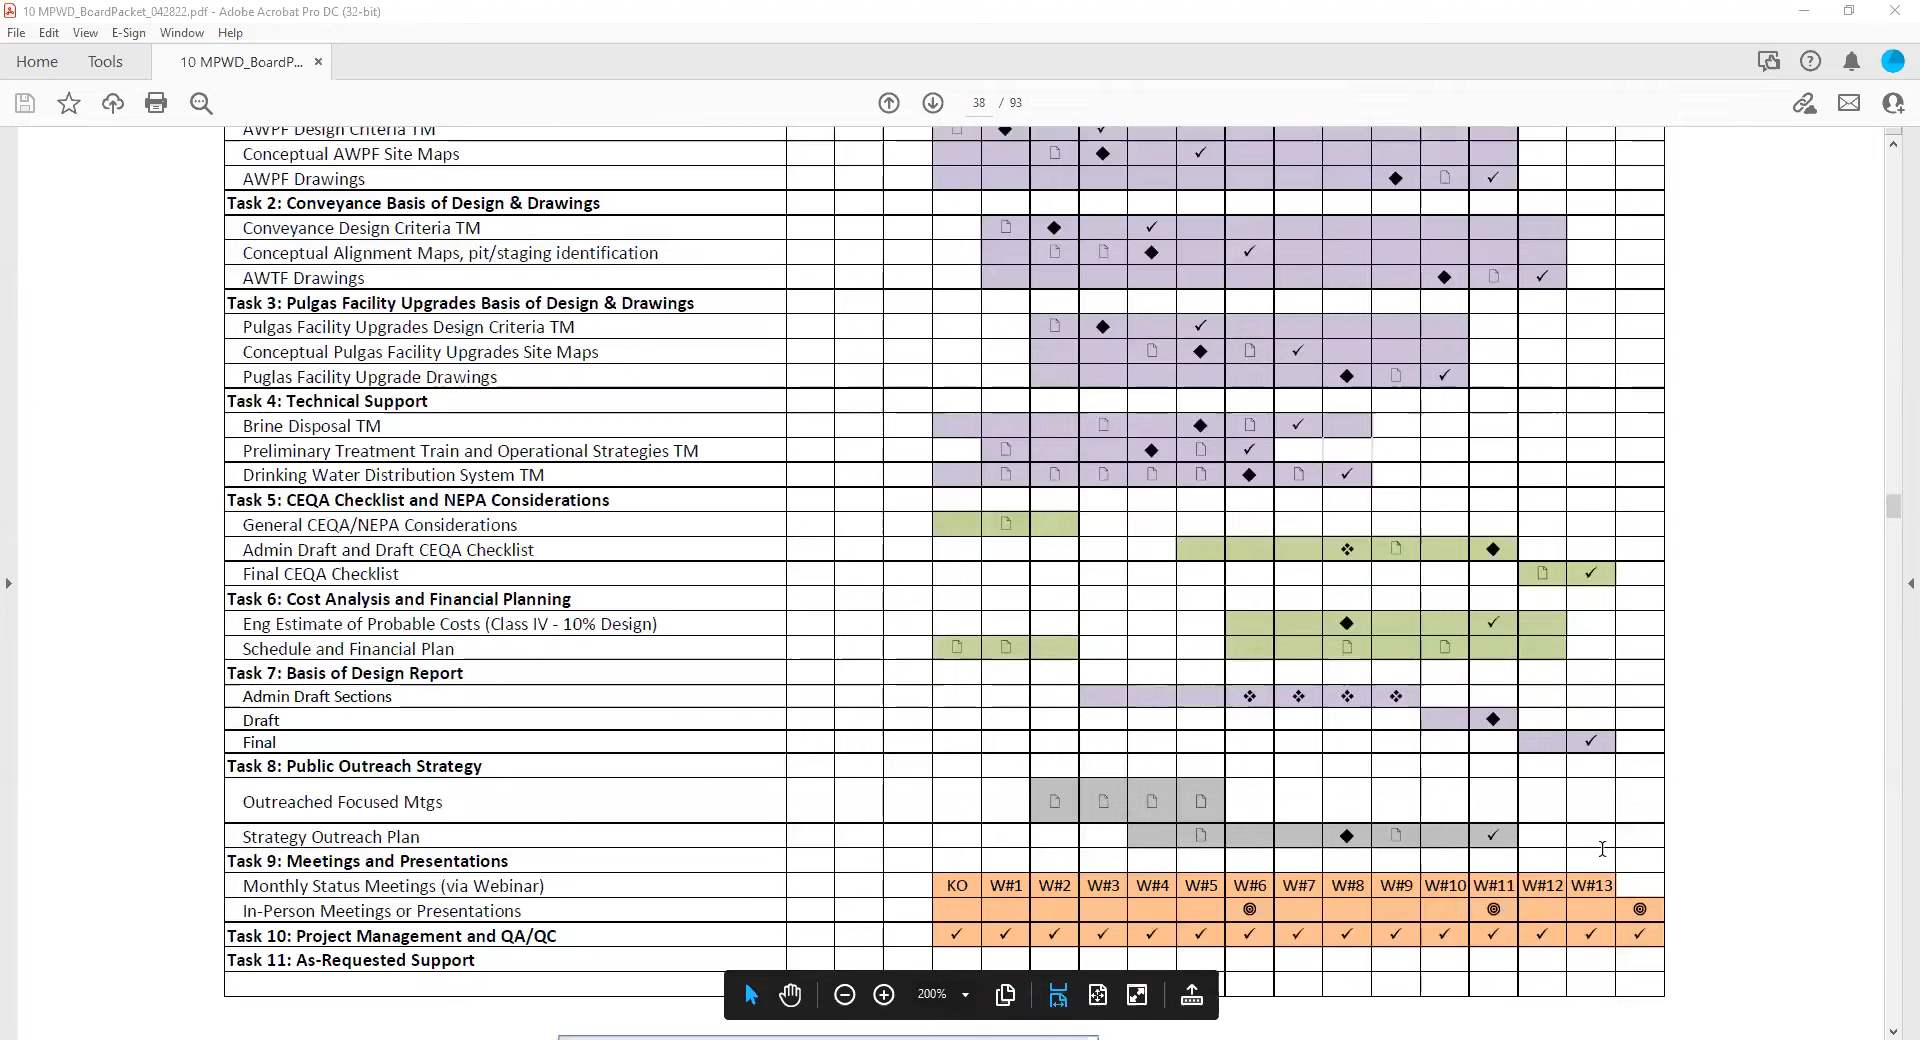 10 MPWD_BoardPacket_042822.pdf - Adobe Acrobat Pro DC (32-bit)
File Edit View E-Sign Window Help
Home Tools 10 MPWD_BoardP... ×
38 / 93
AWPF Design Criteria TM ◆ ✓
Conceptual AWPF Site Maps ◆ ✓
AWPF Drawings ◆ ✓
Task 2: Conveyance Basis of Design & Drawings
Conveyance Design Criteria TM ◆ ✓
Conceptual Alignment Maps, pit/staging identification ◆ ✓
AWTF Drawings ◆ ✓
Task 3: Pulgas Facility Upgrades Basis of Design & Drawings
Pulgas Facility Upgrades Design Criteria TM ◆ ✓
Conceptual Pulgas Facility Upgrades Site Maps ◆ ✓
Puglas Facility Upgrade Drawings ◆ ✓
Task 4: Technical Support
Brine Disposal TM ◆ ✓
Preliminary Treatment Train and Operational Strategies TM ◆ ✓
Drinking Water Distribution System TM ◆ ✓
Task 5: CEQA Checklist and NEPA Considerations
General CEQA/NEPA Considerations
Admin Draft and Draft CEQA Checklist ❖ ◆
Final CEQA Checklist ✓
Task 6: Cost Analysis and Financial Planning
Eng Estimate of Probable Costs (Class IV - 10% Design) ◆ ✓
Schedule and Financial Plan
Task 7: Basis of Design Report
Admin Draft Sections ❖ ❖ ❖ ❖
Draft ◆
Final ✓
Task 8: Public Outreach Strategy
Outreached Focused Mtgs
Strategy Outreach Plan ◆ ✓
Task 9: Meetings and Presentations
Monthly Status Meetings (via Webinar) KO W#1 W#2 W#3 W#4 W#5 W#6 W#7 W#8 W#9 W#10 W#11 W#12 W#13
In-Person Meetings or Presentations
Task 10: Project Management and QA/QC ✓ ✓ ✓ ✓ ✓ ✓ ✓ ✓ ✓ ✓ ✓ ✓ ✓ ✓ ✓
Task 11: As-Requested Support
200%